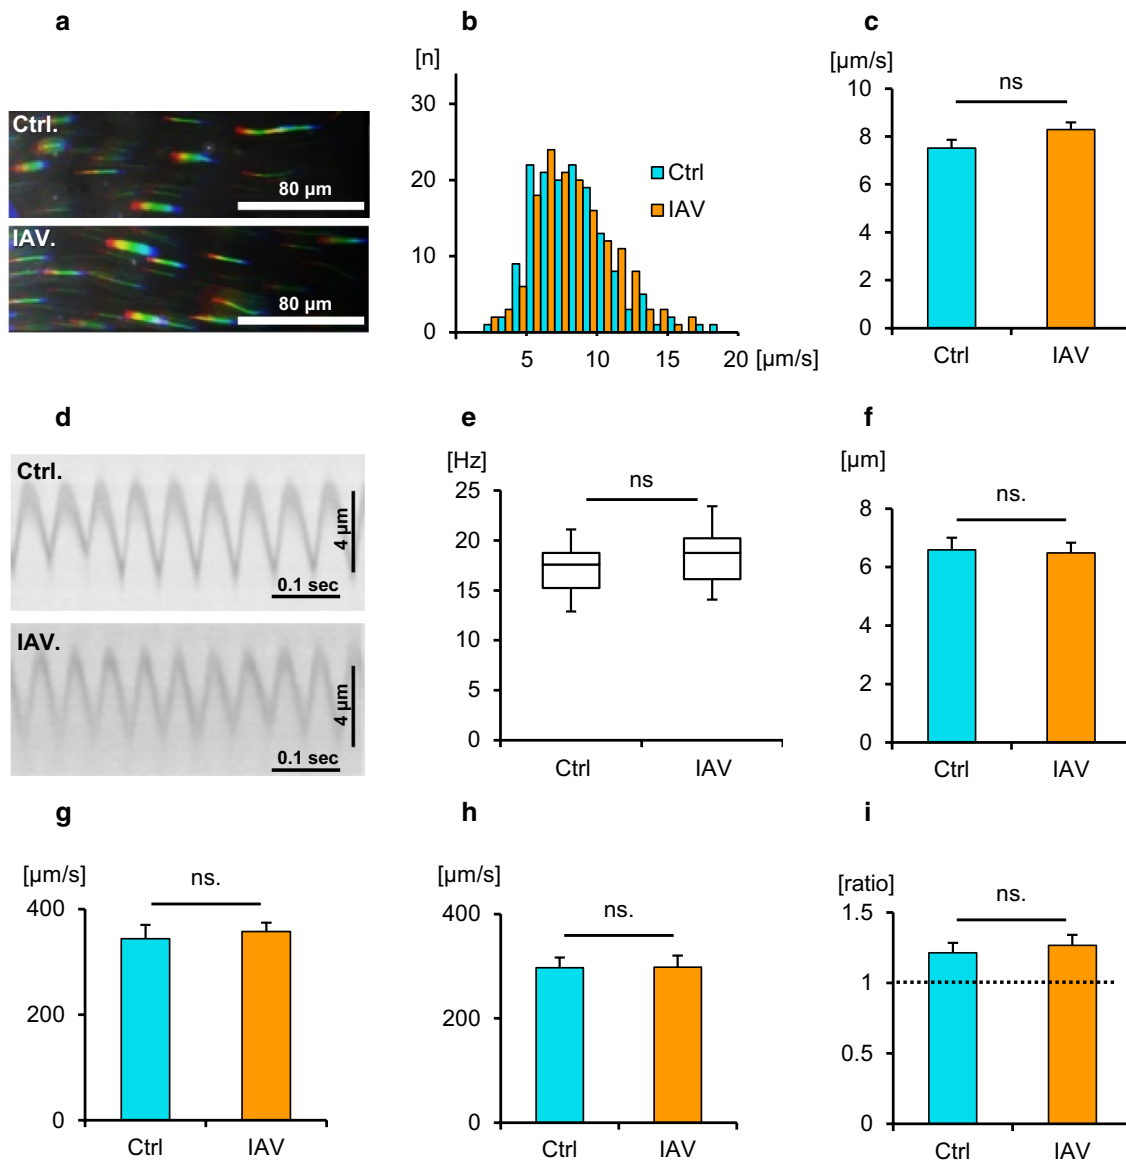 a
Ctrl.
80 µm
IAV.
80 µm
b
[n]
30
20
10
0
5 10 15 20 [µm/s]
Ctrl
IAV
c
[µm/s]
10
8
6
4
2
0
ns
Ctrl IAV
d
Ctrl.
4 µm
0.1 sec
IAV.
4 µm
0.1 sec
e
[Hz]
25
20
15
10
5
0
ns
Ctrl IAV
f
[µm]
8
6
4
2
0
ns.
Ctrl IAV
g
[µm/s]
400
200
0
ns.
Ctrl IAV
h
[µm/s]
400
200
0
ns.
Ctrl IAV
i
[ratio]
1.5
1
0.5
0
ns.
Ctrl IAV